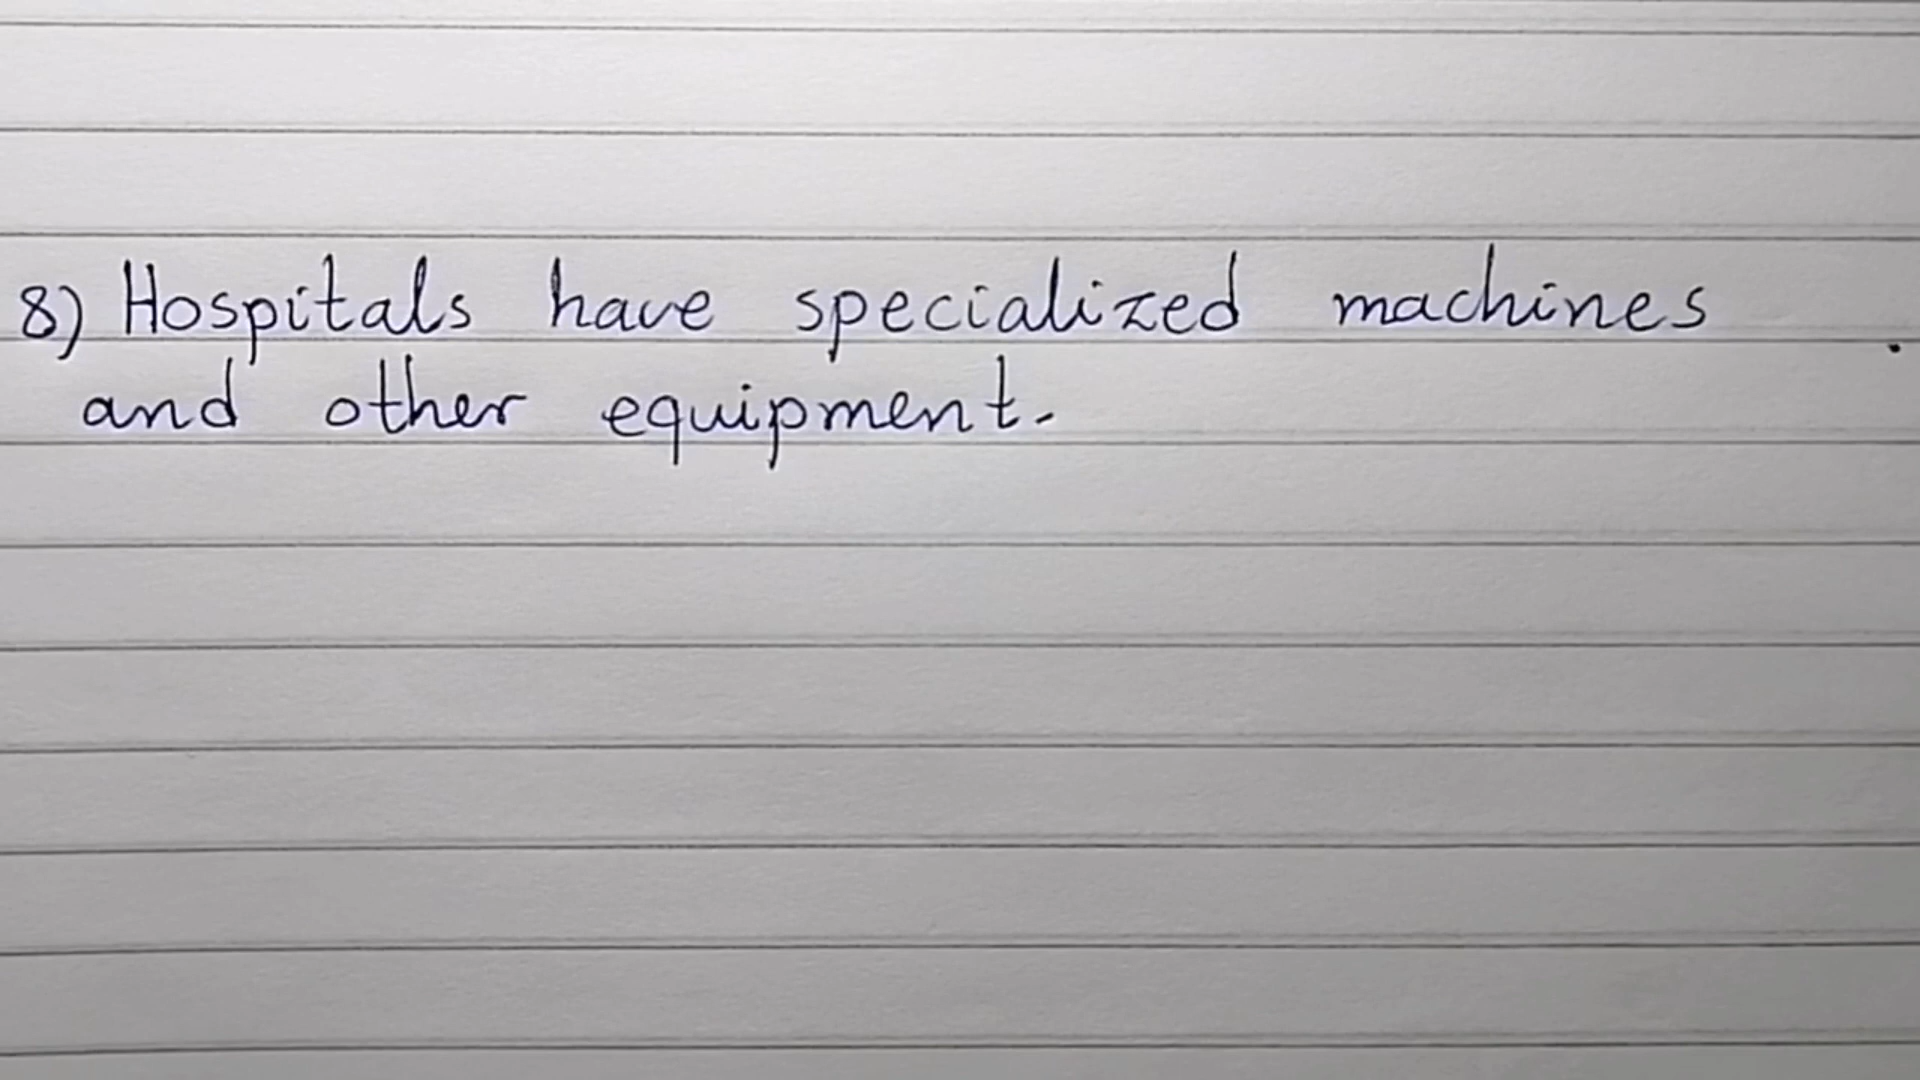 8) Hospitals have specialized machines
and other equipment.